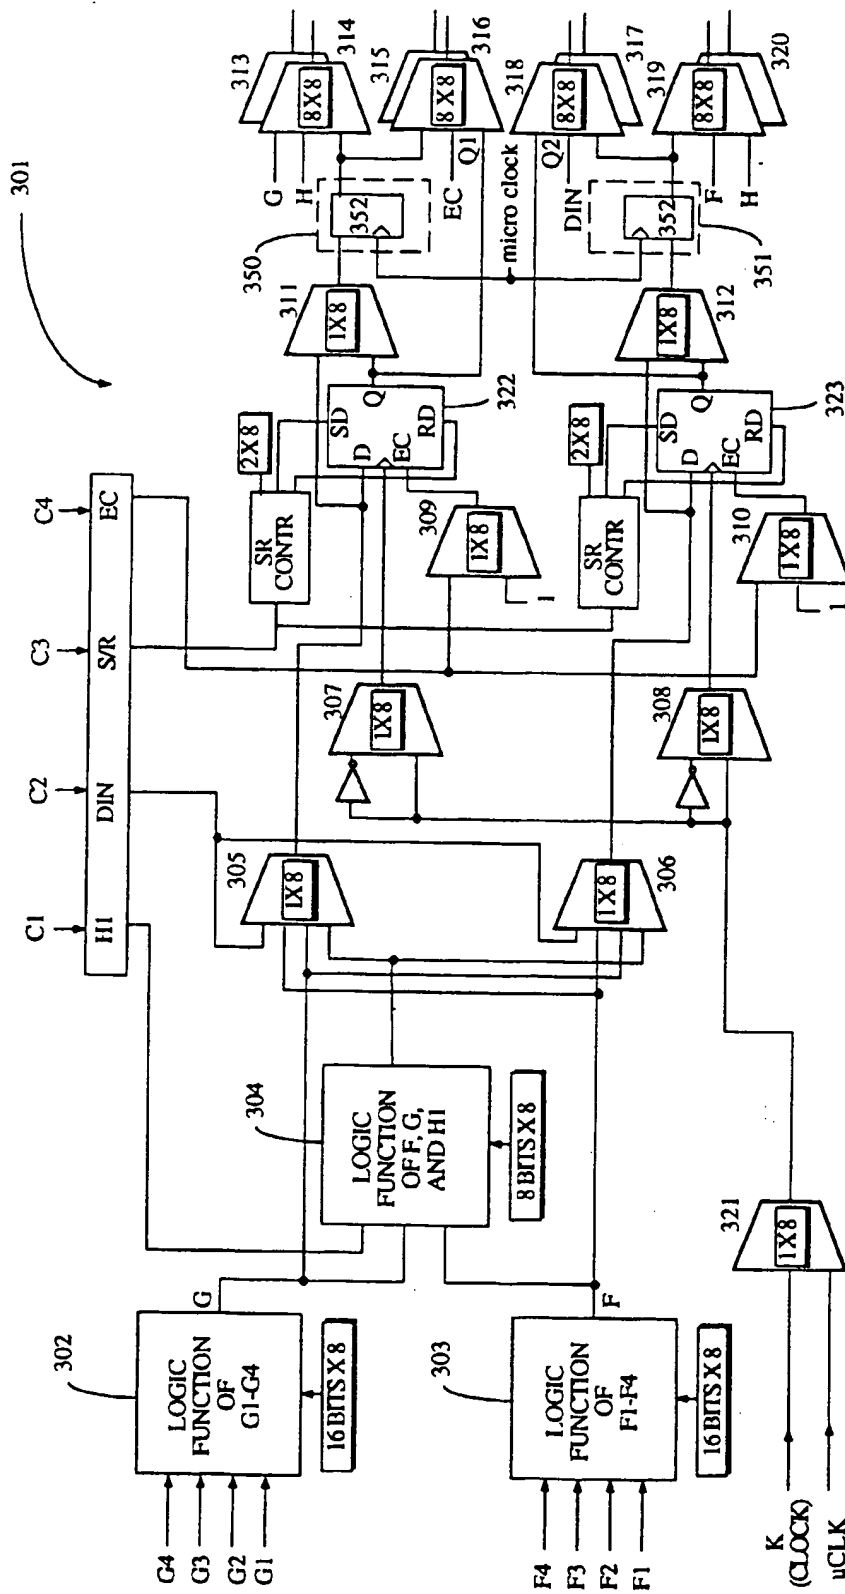 301
C1
C2
C3
C4
H1
DIN
S/R
EC
G4
G3
G2
G1
302
LOGIC
FUNCTION
OF
G1-G4
16 BITS X 8
G
F4
F3
F2
F1
303
LOGIC
FUNCTION
OF
F1-F4
16 BITS X 8
F
304
LOGIC
FUNCTION
OF F, G,
AND H1
8 BITS X 8
K
(CLOCK)
µCLK
321
1X8
305
1X8
306
1X8
307
1X8
308
1X8
SR
CONTR
2X8
309
1X8
1
SD
D
Q
EC
RD
322
SR
CONTR
2X8
310
1X8
1
SD
D
Q
EC
RD
323
311
1X8
312
1X8
350
352
micro clock
352
351
G
H
313
8X8
314
315
8X8
316
EC
Q1
Q2
DIN
318
8X8
317
F
H
319
8X8
320